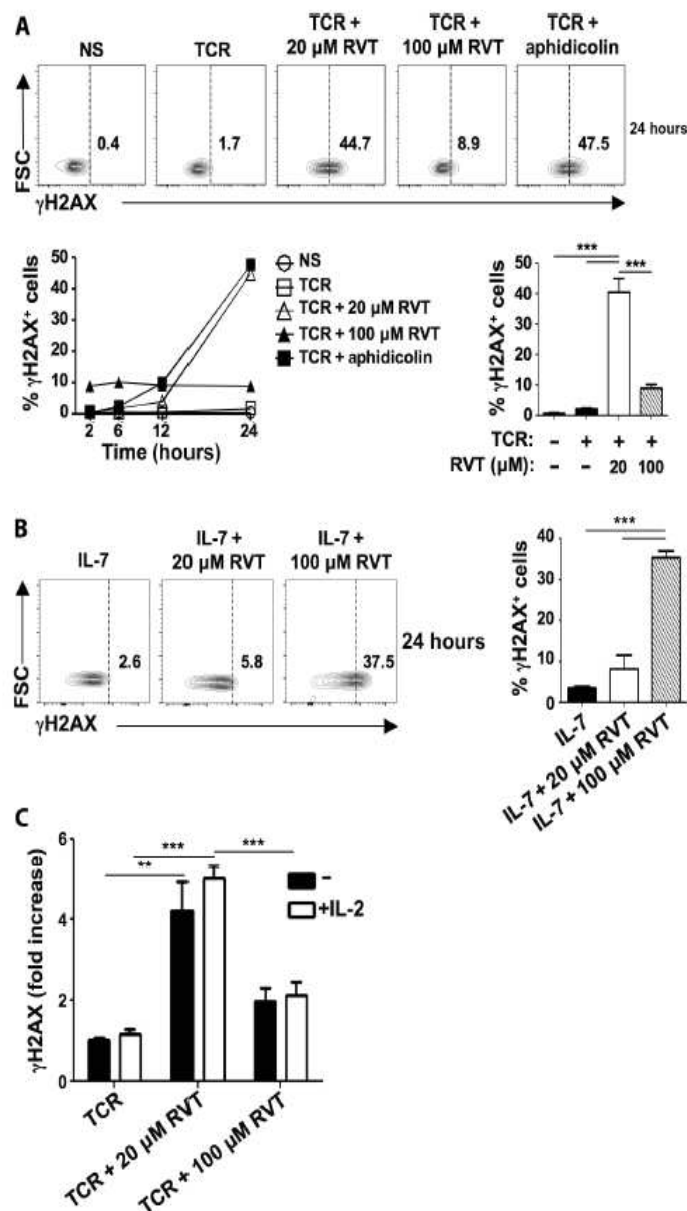 A
NS
TCR
TCR +
20 µM RVT
TCR +
100 µM RVT
TCR +
aphidicolin
FSC
0.4
1.7
44.7
8.9
47.5
24 hours
γH2AX
% γH2AX⁺ cells
50
40
30
20
10
0
2 6 12 24
Time (hours)
NS
TCR
TCR + 20 µM RVT
TCR + 100 µM RVT
TCR + aphidicolin
% γH2AX⁺ cells
50
40
30
20
10
0
*** ***
TCR: – + + +
RVT (µM): – – 20 100
B
IL-7
IL-7 +
20 µM RVT
IL-7 +
100 µM RVT
FSC
2.6
5.8
37.5
24 hours
γH2AX
% γH2AX⁺ cells
40
30
20
10
0
***
IL-7
IL-7 + 20 µM RVT
IL-7 + 100 µM RVT
C
γH2AX (fold increase)
6
4
2
0
** *** ***
-
+IL-2
TCR
TCR + 20 µM RVT
TCR + 100 µM RVT